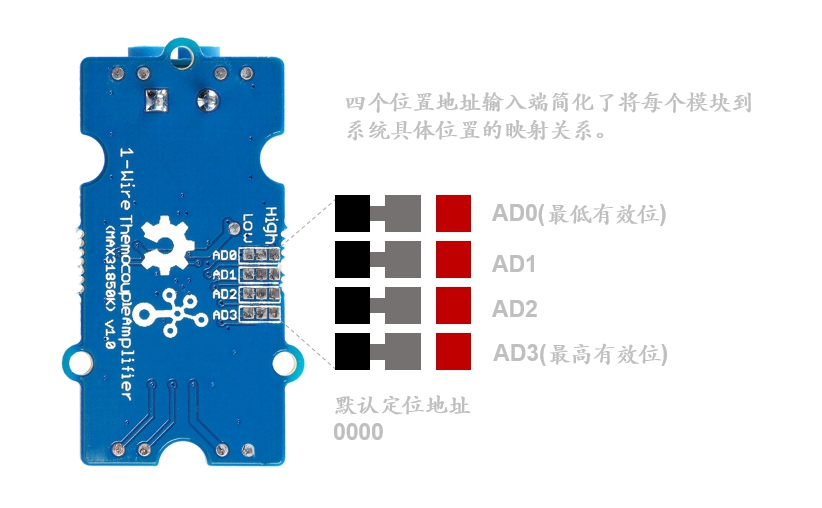 四个位置地址输入端简化了将每个模块到
系统具体位置的映射关系。
1-Wire ThemocoupleAmplifier
(MAX31850K) v1.0
High
Low
AD0
AD1
AD2
AD3
AD0(最低有效位)
AD1
AD2
AD3(最高有效位)
默认定位地址
0000